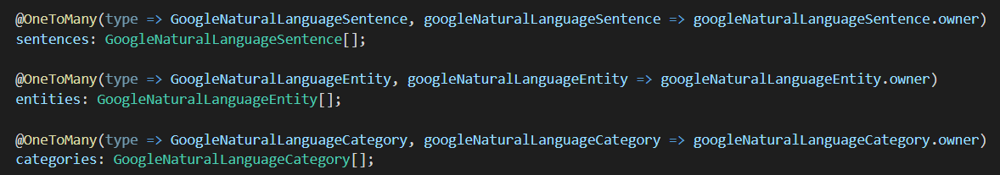 @OneToMany(type => GoogleNaturalLanguageSentence, googleNaturalLanguageSentence => googleNaturalLanguageSentence.owner)
sentences: GoogleNaturalLanguageSentence[];
@OneToMany(type => GoogleNaturalLanguageEntity, googleNaturalLanguageEntity => googleNaturalLanguageEntity.owner)
entities: GoogleNaturalLanguageEntity[];
@OneToMany(type => GoogleNaturalLanguageCategory, googleNaturalLanguageCategory => googleNaturalLanguageCategory.owner)
categories: GoogleNaturalLanguageCategory[];